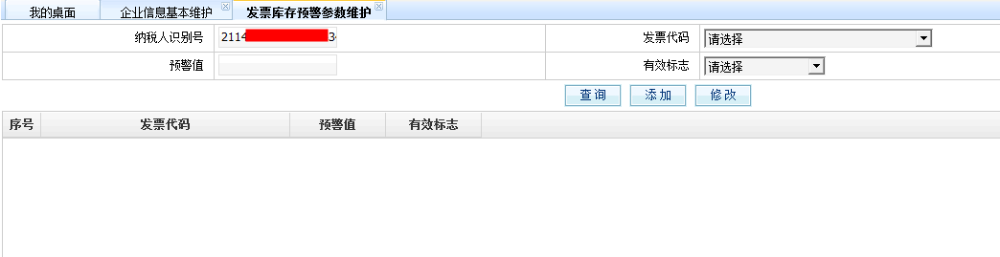 我的桌面 企业信息基本维护 发票库存预警参数维护
纳税人识别号 2114 3 发票代码 请选择
预警值 有效标志 请选择
查询 添加 修改
序号 发票代码 预警值 有效标志